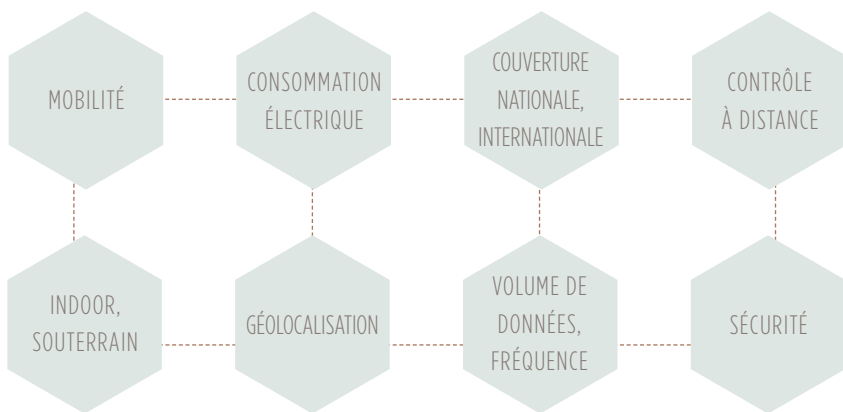 MOBILITÉ
CONSOMMATION
ÉLECTRIQUE
COUVERTURE
NATIONALE,
INTERNATIONALE
CONTRÔLE
À DISTANCE
INDOOR,
SOUTERRAIN
GÉOLOCALISATION
VOLUME DE
DONNÉES,
FRÉQUENCE
SÉCURITÉ